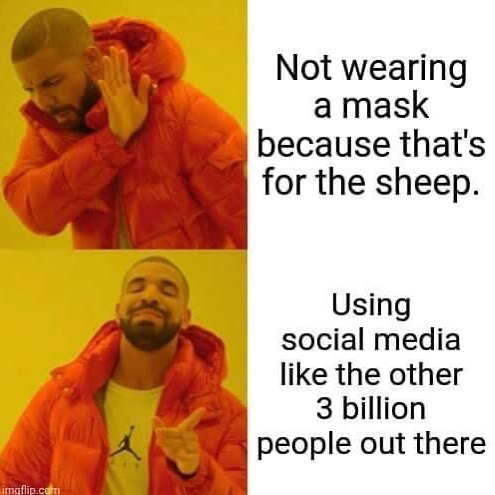 Not wearing
a mask
because that's
for the sheep.
Using
social media
like the other
3 billion
people out there
imgflip.com